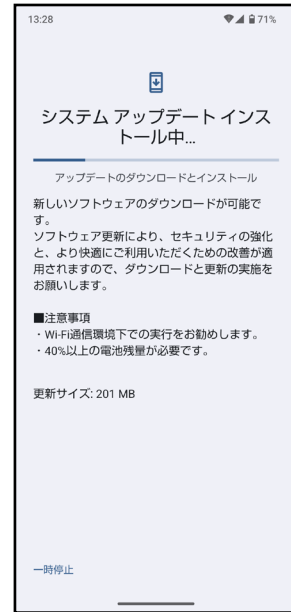 13:28
71%
システム アップデート インス
トール中...
アップデートのダウンロードとインストール
新しいソフトウェアのダウンロードが可能で
す。
ソフトウェア更新により、セキュリティの強化
と、より快適にご利用いただくための改善が適
用されますので、ダウンロードと更新の実施を
お願いします。
■注意事項
・Wi-Fi通信環境下での実行をお勧めします。
・40%以上の電池残量が必要です。
更新サイズ: 201 MB
一時停止